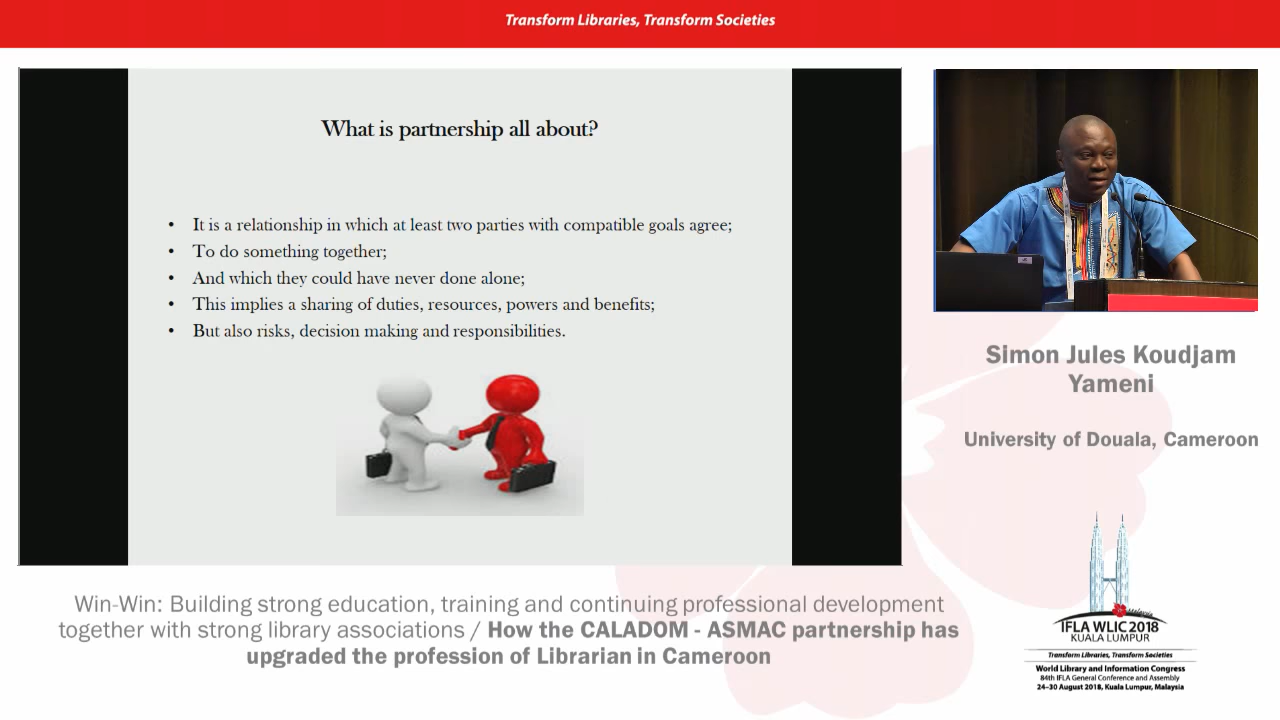 Transform Libraries, Transform Societies
What is partnership all about?
• It is a relationship in which at least two parties with compatible goals agree;
• To do something together;
• And which they could have never done alone;
• This implies a sharing of duties, resources, powers and benefits;
• But also risks, decision making and responsibilities.
Simon Jules Koudjam
Yameni
University of Douala, Cameroon
Win-Win: Building strong education, training and continuing professional development
together with strong library associations / How the CALADOM - ASMAC partnership has
upgraded the profession of Librarian in Cameroon
malaysia
IFLA WLIC 2018
KUALA LUMPUR
Transform Libraries, Transform Societies
World Library and Information Congress
84th IFLA General Conference and Assembly
24–30 August 2018, Kuala Lumpur, Malaysia